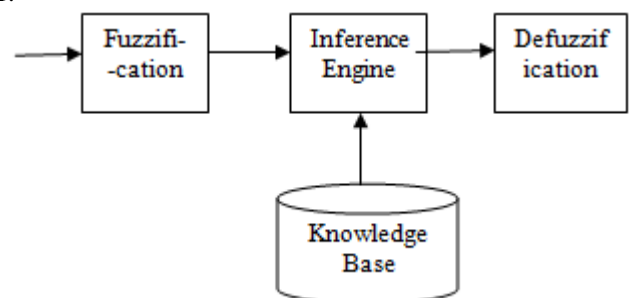 Fuzzifi-
-cation
Inference
Engine
Defuzzif
ication
Knowledge
Base